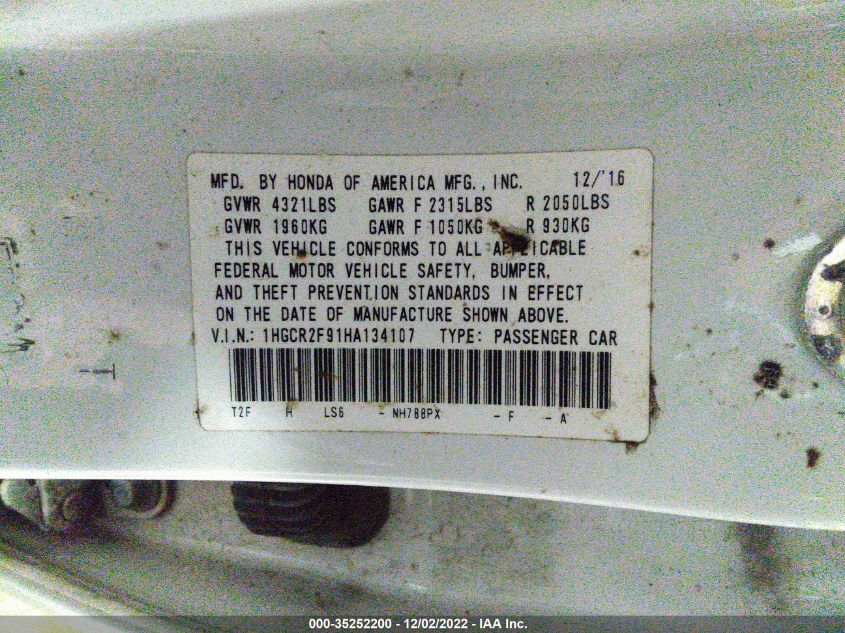 MFD. BY HONDA OF AMERICA MFG., INC. 12/'16
GVWR 4321LBS GAWR F 2315LBS R 2050LBS
GVWR 1960KG GAWR F 1050KG R 930KG
THIS VEHICLE CONFORMS TO ALL APPLICABLE
FEDERAL MOTOR VEHICLE SAFETY, BUMPER,
AND THEFT PREVENTION STANDARDS IN EFFECT
ON THE DATE OF MANUFACTURE SHOWN ABOVE.
V.I.N.: 1HGCR2F91HA134107 TYPE: PASSENGER CAR
T2F H LS6 - NH788PX - F - A
000-35252200 - 12/02/2022 - IAA Inc.